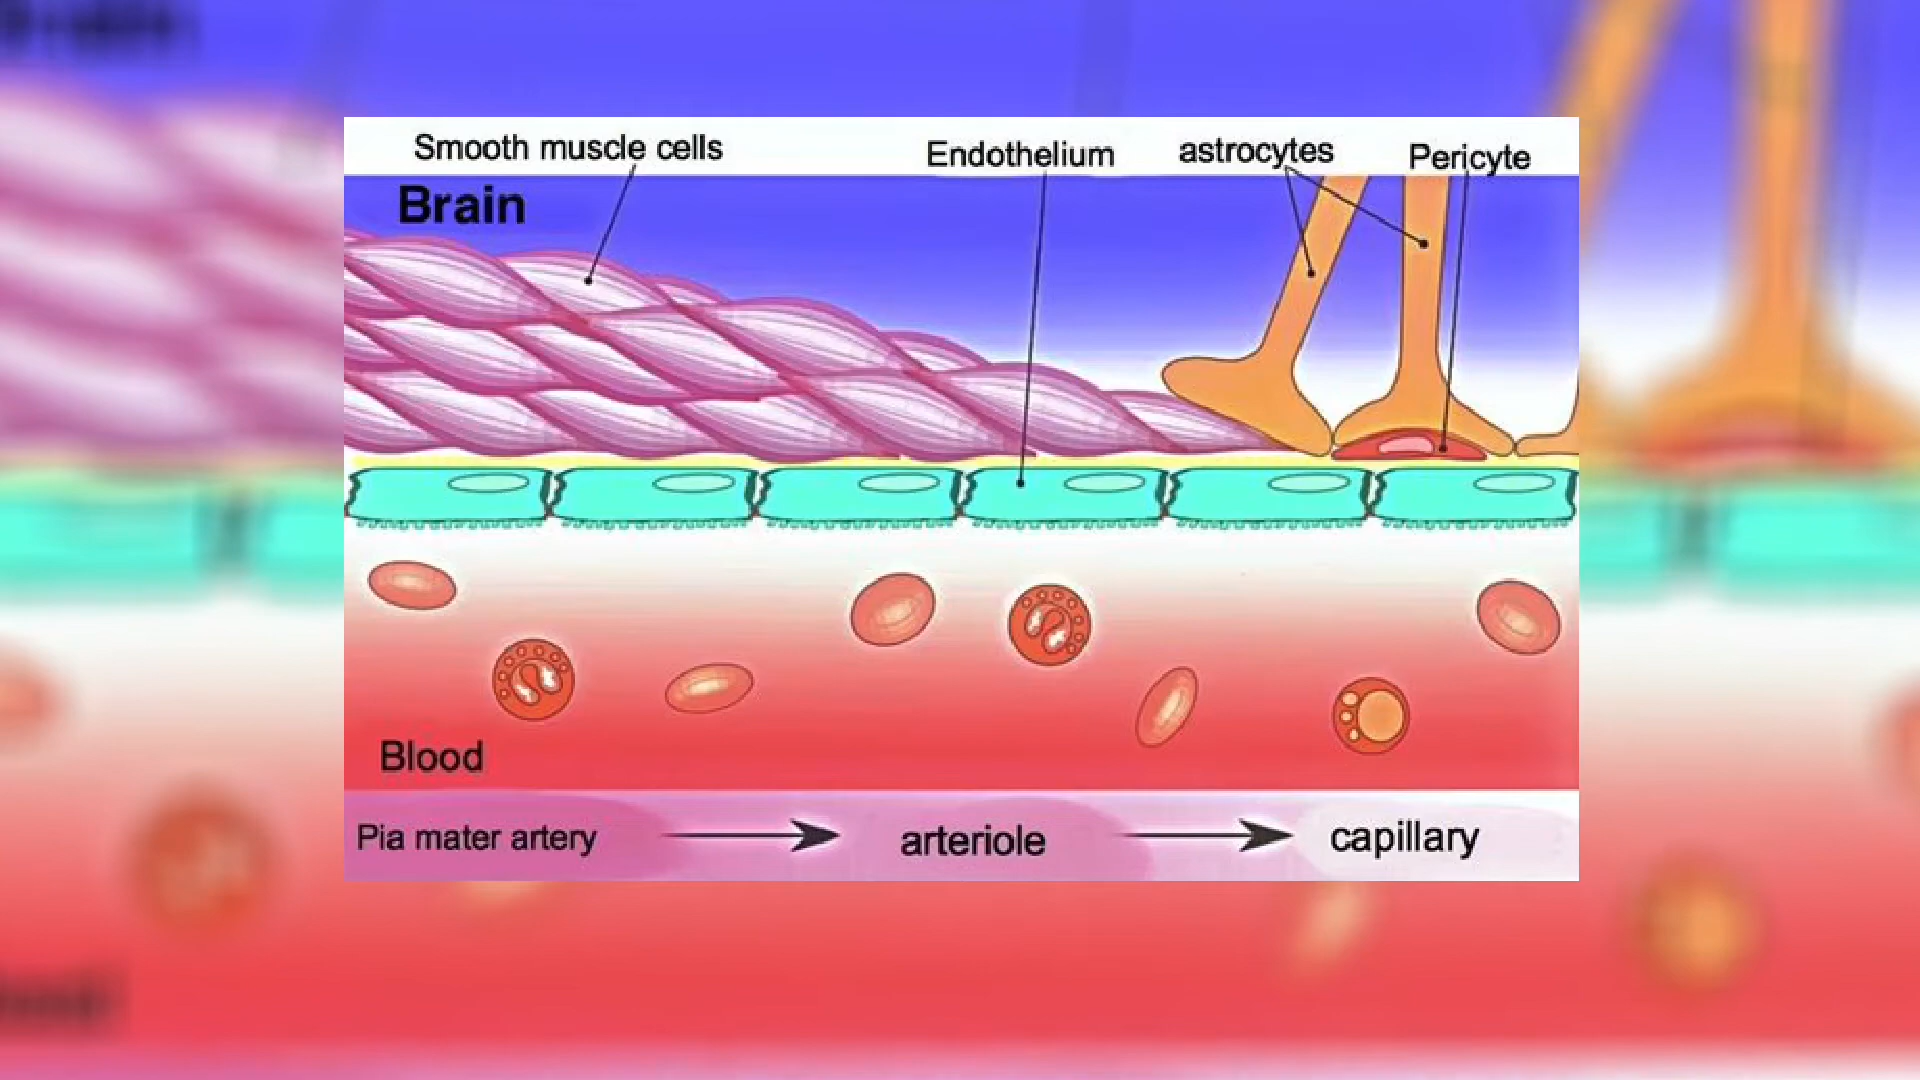 Smooth muscle cells
Endothelium
astrocytes
Pericyte
Brain
Blood
Pia mater artery
arteriole
capillary